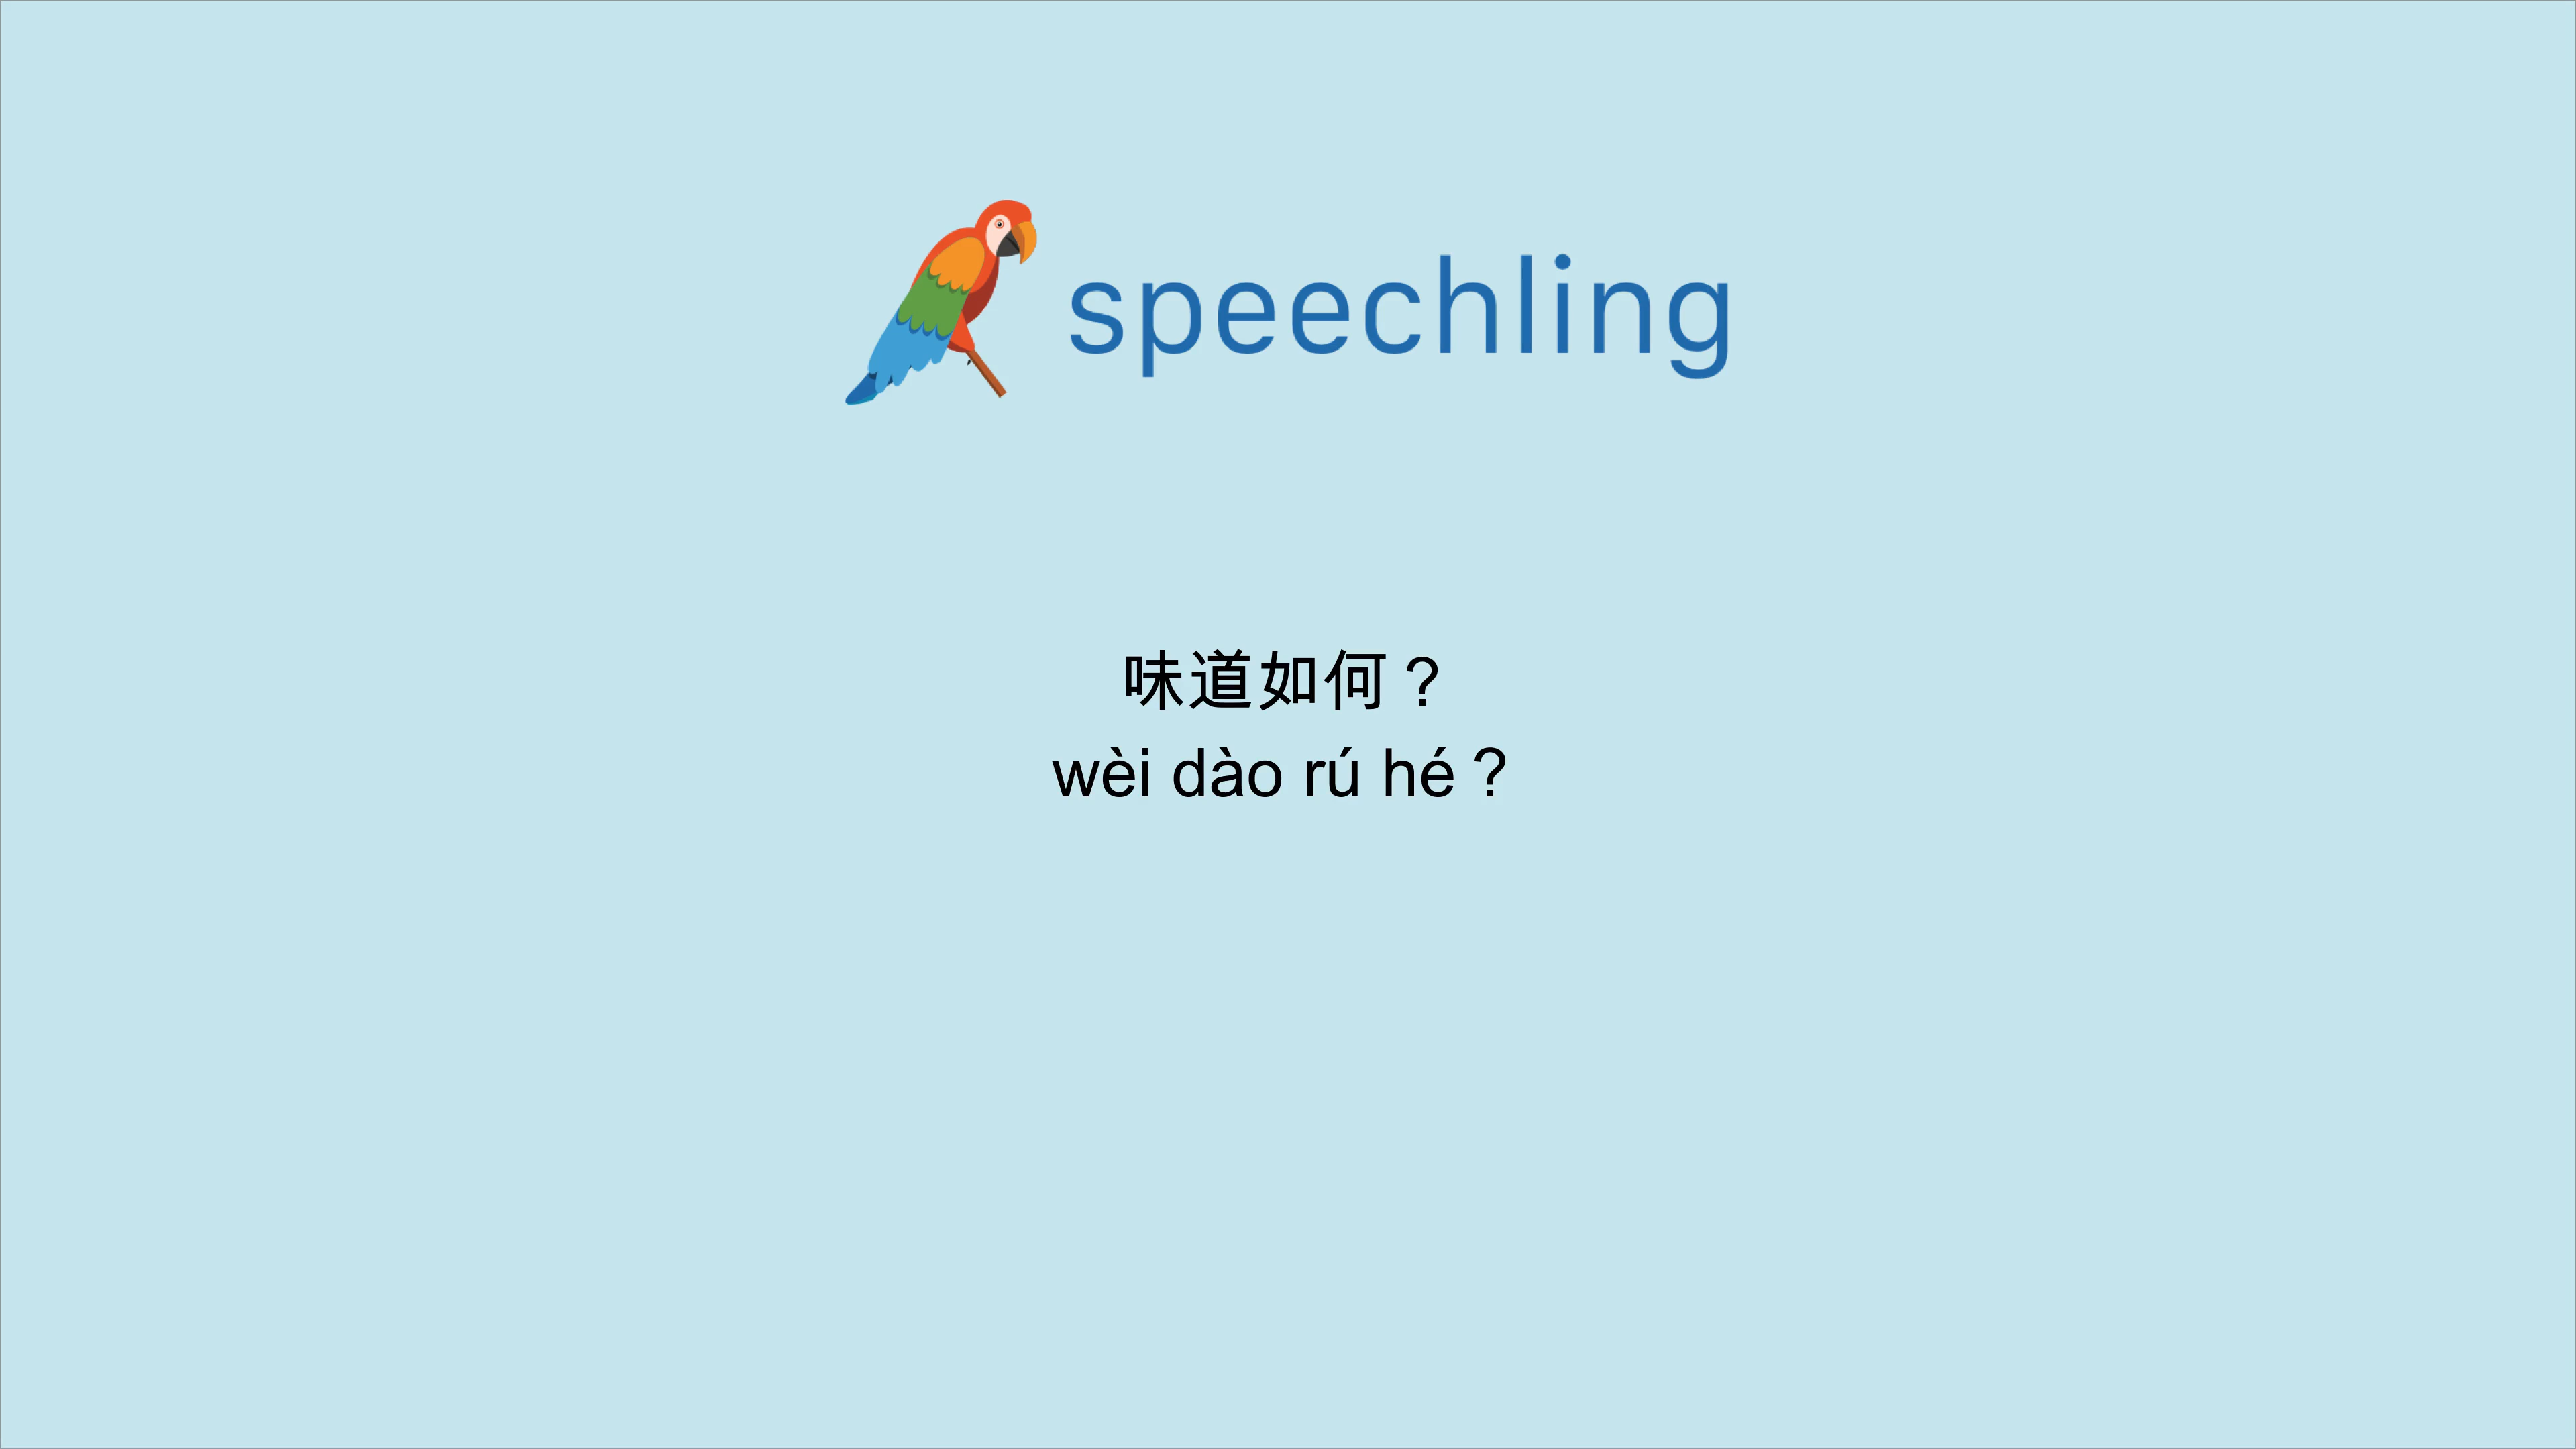 speechling
味道如何？
wèi dào rú hé？